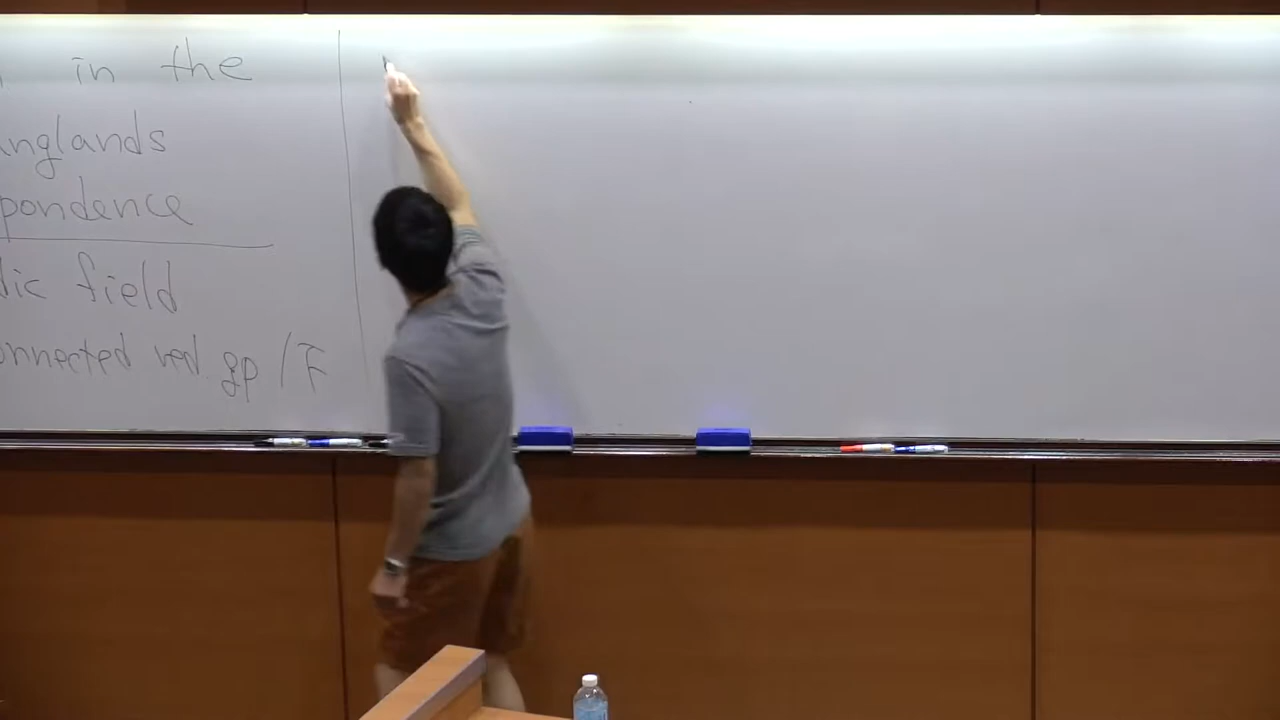 in the
anglands
pondence
dic field
onnected red. gp / F